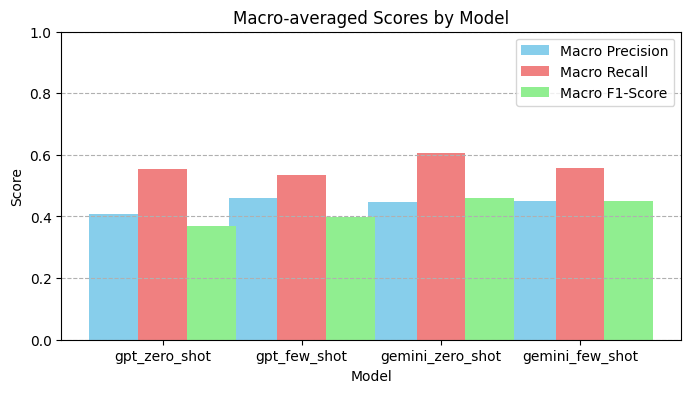 Macro-averaged Scores by Model
1.0
0.8
0.6
0.4
0.2
0.0
Score
Macro Precision
Macro Recall
Macro F1-Score
gpt_zero_shot
gpt_few_shot
gemini_zero_shot
gemini_few_shot
Model